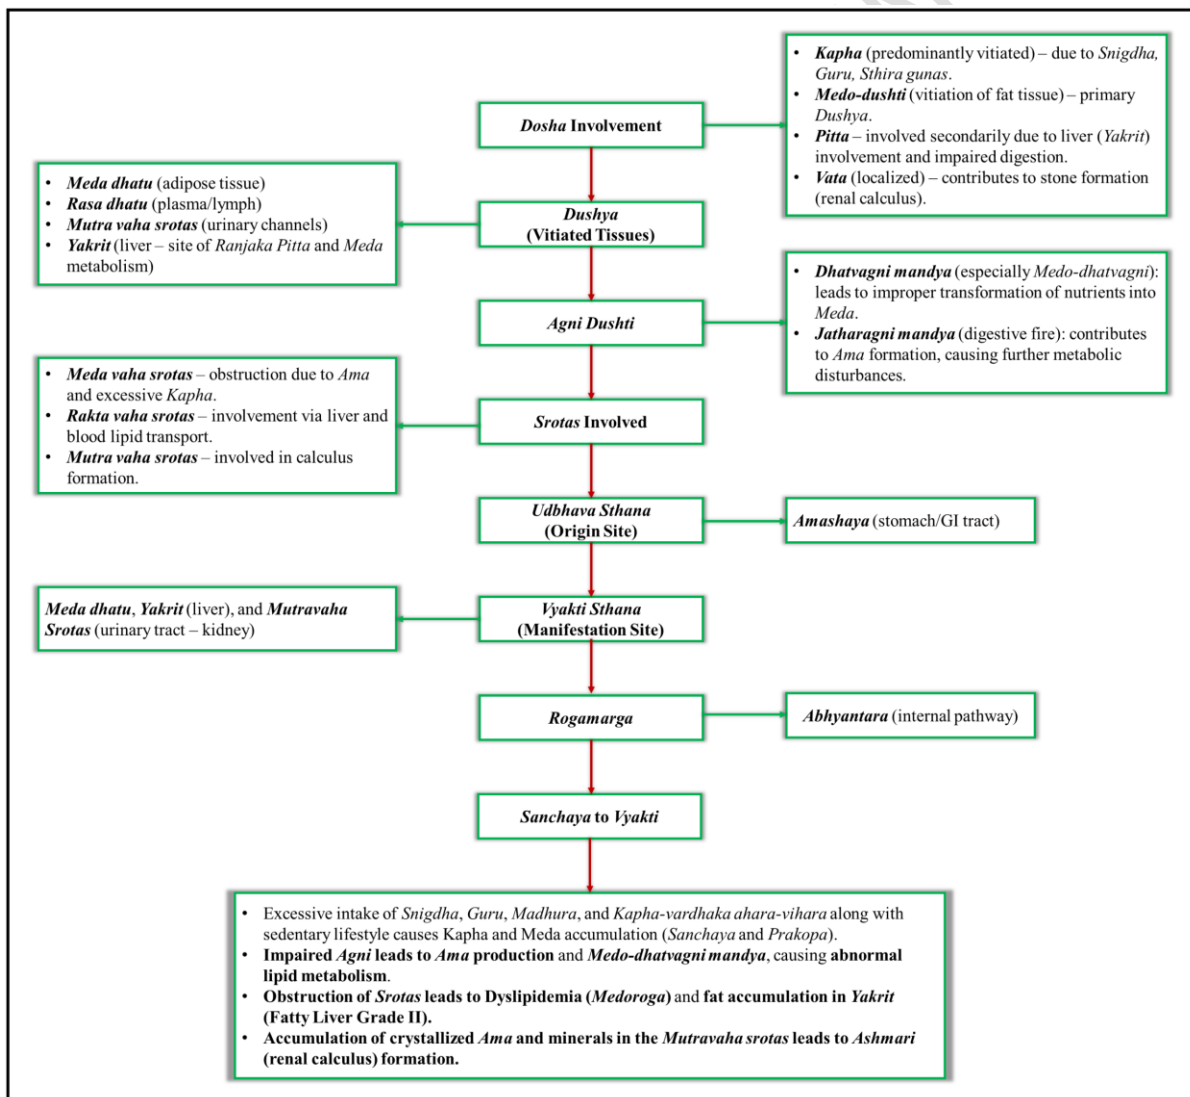 • Kapha (predominantly vitiated) – due to Snigdha,
Guru, Sthira gunas.
• Medo-dushti (vitiation of fat tissue) – primary
Dushya.
• Pitta – involved secondarily due to liver (Yakrit)
involvement and impaired digestion.
• Vata (localized) – contributes to stone formation
(renal calculus).
Dosha Involvement
• Meda dhatu (adipose tissue)
• Rasa dhatu (plasma/lymph)
• Mutra vaha srotas (urinary channels)
• Yakrit (liver – site of Ranjaka Pitta and Meda
metabolism)
Dushya
(Vitiated Tissues)
• Dhatvagni mandya (especially Medo-dhatvagni):
leads to improper transformation of nutrients into
Meda.
• Jatharagni mandya (digestive fire): contributes
to Ama formation, causing further metabolic
disturbances.
Agni Dushti
• Meda vaha srotas – obstruction due to Ama
and excessive Kapha.
• Rakta vaha srotas – involvement via liver and
blood lipid transport.
• Mutra vaha srotas – involved in calculus
formation.
Srotas Involved
Udbhava Sthana
(Origin Site)
Amashaya (stomach/GI tract)
Meda dhatu, Yakrit (liver), and Mutravaha
Srotas (urinary tract – kidney)
Vyakti Sthana
(Manifestation Site)
Rogamarga
Abhyantara (internal pathway)
Sanchaya to Vyakti
• Excessive intake of Snigdha, Guru, Madhura, and Kapha-vardhaka ahara-vihara along with
sedentary lifestyle causes Kapha and Meda accumulation (Sanchaya and Prakopa).
• Impaired Agni leads to Ama production and Medo-dhatvagni mandya, causing abnormal
lipid metabolism.
• Obstruction of Srotas leads to Dyslipidemia (Medoroga) and fat accumulation in Yakrit
(Fatty Liver Grade II).
• Accumulation of crystallized Ama and minerals in the Mutravaha srotas leads to Ashmari
(renal calculus) formation.